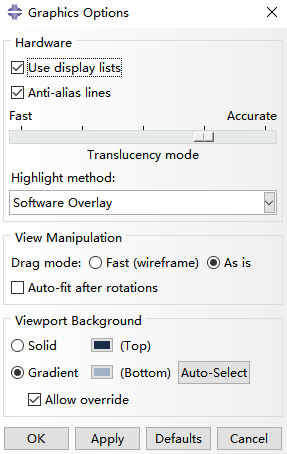 Graphics Options
Hardware
Use display lists
Anti-alias lines
Fast Accurate
Translucency mode
Highlight method:
Software Overlay
View Manipulation
Drag mode: Fast (wireframe) As is
Auto-fit after rotations
Viewport Background
Solid (Top)
Gradient (Bottom) Auto-Select
Allow override
OK Apply Defaults Cancel